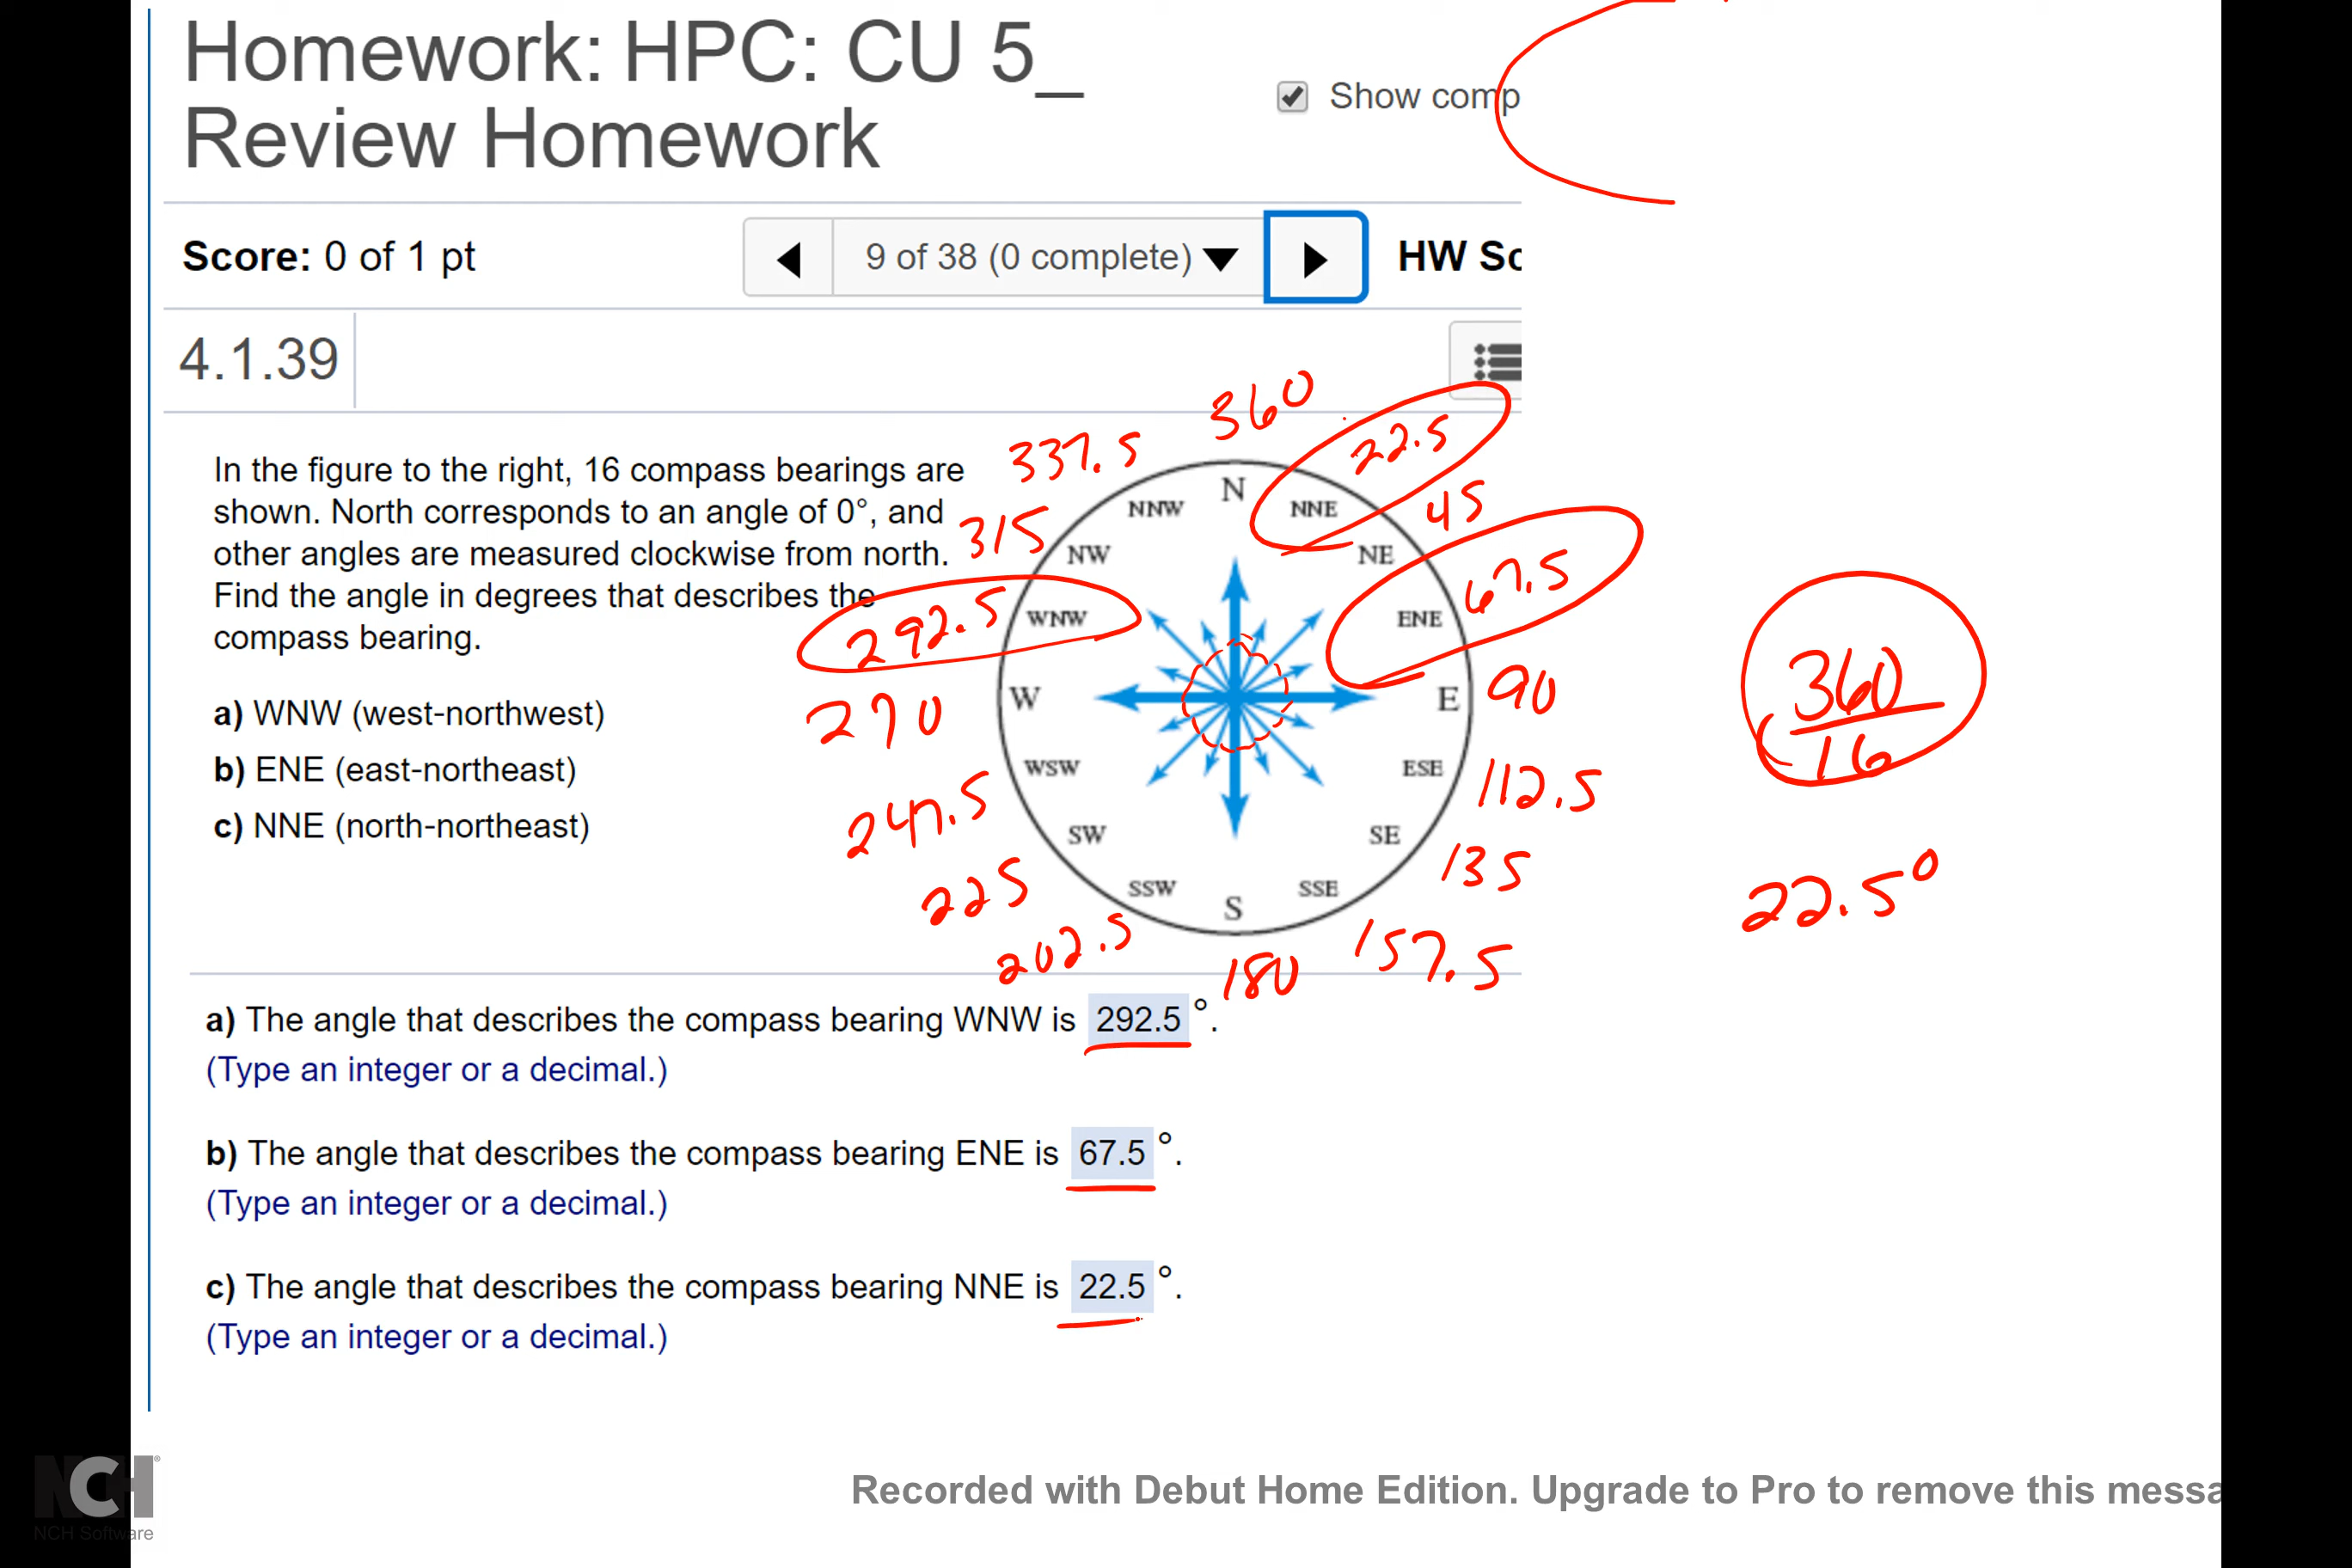 Homework: HPC: CU 5_
Review Homework
Show comp
Score: 0 of 1 pt
9 of 38 (0 complete)
HW Sc
4.1.39
In the figure to the right, 16 compass bearings are
shown. North corresponds to an angle of 0°, and
other angles are measured clockwise from north.
Find the angle in degrees that describes the
compass bearing.
a) WNW (west-northwest)
b) ENE (east-northeast)
c) NNE (north-northeast)
360
337.5
22.5
N
NNW
NNE
45
315
NW
NE
67.5
292.5
WNW
ENE
270
W
E
90
WSW
ESE
112.5
247.5
SW
SE
135
225
SSW
SSE
S
202.5
180
157.5
360
16
22.5°
a) The angle that describes the compass bearing WNW is 292.5°.
(Type an integer or a decimal.)
b) The angle that describes the compass bearing ENE is 67.5°.
(Type an integer or a decimal.)
c) The angle that describes the compass bearing NNE is 22.5°.
(Type an integer or a decimal.)
NCH®
NCH Software
Recorded with Debut Home Edition. Upgrade to Pro to remove this messa